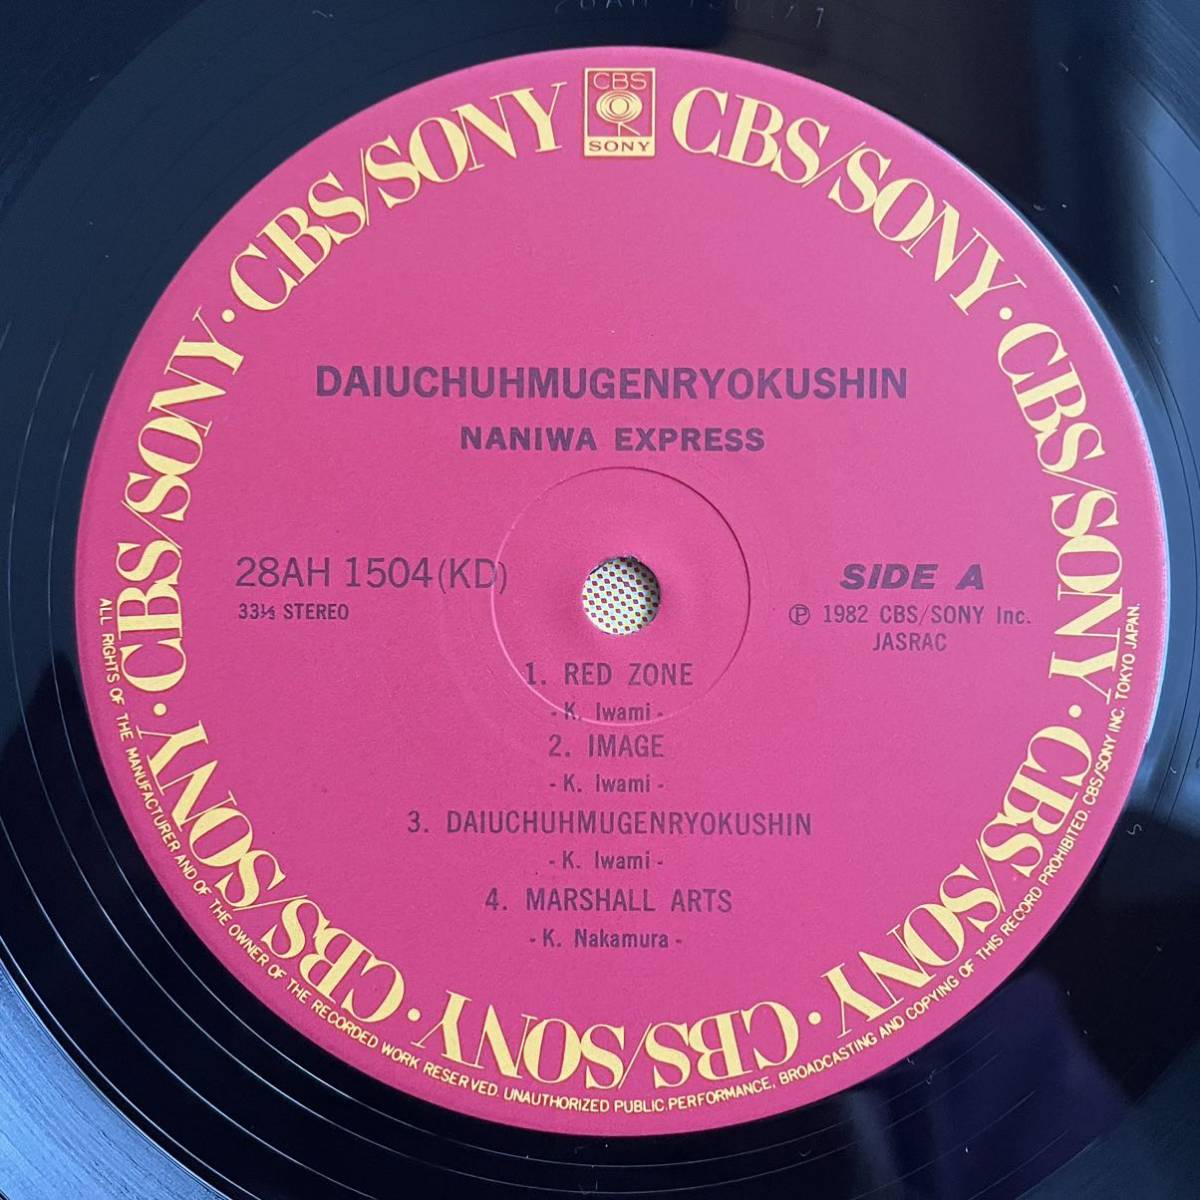 CBS
SONY
CBS/SONY · CBS/SONY · CBS/SONY · CBS/SONY · CBS/SONY · CBS/SONY · CBS/SONY · CBS/SONY
DAIUCHUHMUGENRYOKUSHIN
NANIWA EXPRESS
28AH 1504(KD)
33⅓ STEREO
SIDE A
Ⓟ 1982 CBS/SONY Inc.
JASRAC
1. RED ZONE
- K. Iwami -
2. IMAGE
- K. Iwami -
3. DAIUCHUHMUGENRYOKUSHIN
- K. Iwami -
4. MARSHALL ARTS
- K. Nakamura -
ALL RIGHTS OF THE MANUFACTURER AND OF THE OWNER OF THE RECORDED WORK RESERVED. UNAUTHORIZED PUBLIC PERFORMANCE, BROADCASTING AND COPYING OF THIS RECORD PROHIBITED. CBS/SONY INC. TOKYO JAPAN.